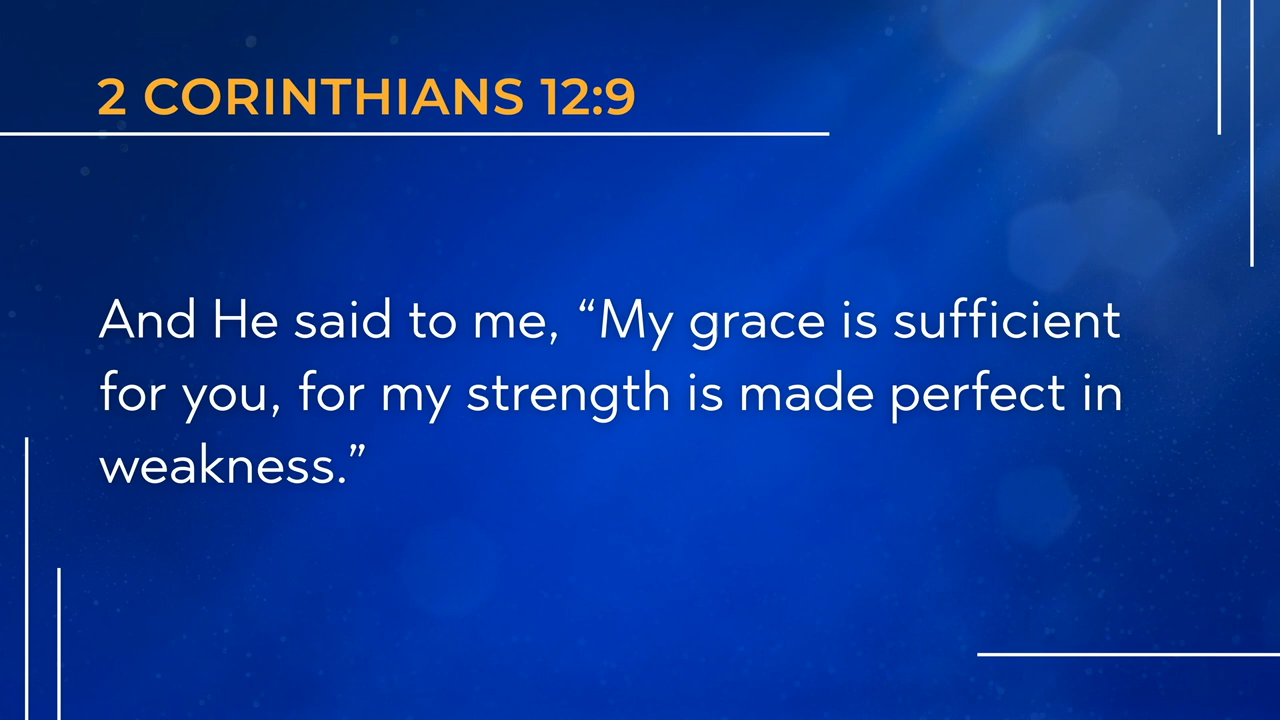 2 CORINTHIANS 12:9
And He said to me, “My grace is sufficient
for you, for my strength is made perfect in
weakness.”